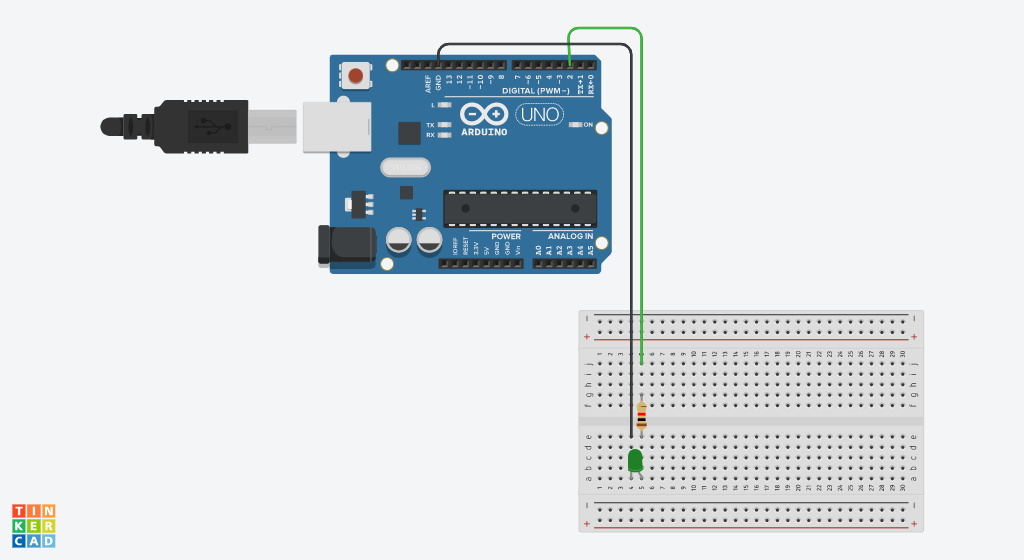 AREF
GND
13
12
~11
~10
~9
8
7
~6
~5
4
~3
2
TX→1
RX←0
DIGITAL (PWM~)
L
TX
RX
ARDUINO
UNO
ON
POWER
ANALOG IN
IOREF
RESET
3.3V
5V
GND
GND
Vin
A0
A1
A2
A3
A4
A5
− −
+ +
1 2 3 4 5 6 7 8 9 10 11 12 13 14 15 16 17 18 19 20 21 22 23 24 25 26 27 28 29 30
j j
i i
h h
g g
f f
e e
d d
c c
b b
a a
1 2 3 4 5 6 7 8 9 10 11 12 13 14 15 16 17 18 19 20 21 22 23 24 25 26 27 28 29 30
− −
+ +
TIN
KER
CAD